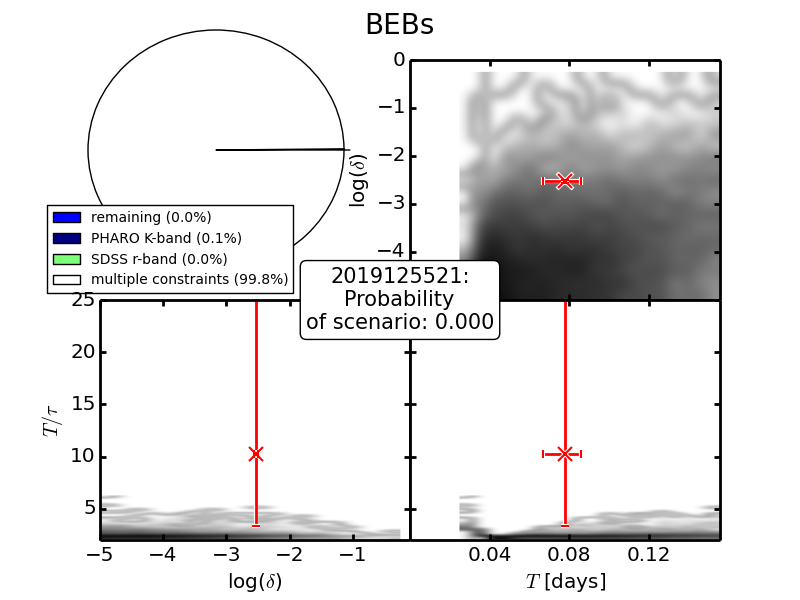 BEBs
remaining (0.0%)
PHARO K-band (0.1%)
SDSS r-band (0.0%)
multiple constraints (99.8%)
log(δ)
0
−1
−2
−3
−4
2019125521:
Probability
of scenario: 0.000
T/τ
25
20
15
10
5
−5 −4 −3 −2 −1
log(δ)
0.04 0.08 0.12
T [days]